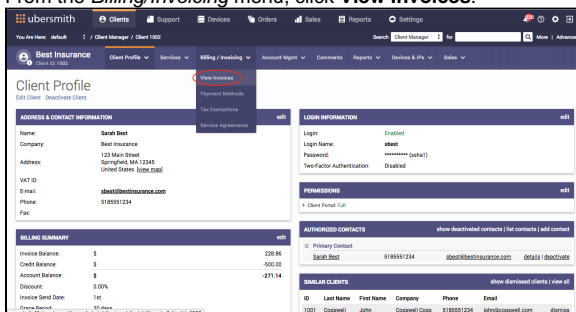 From the Billing/Invoicing menu, click View Invoices.
ubersmith Clients Support Devices Orders Sales Reports Settings
You Are Here: default / Client Manager / Client 1002 Search Client Manager for More | Advance
Best Insurance
Client ID: 1002
Client Profile Services Billing / Invoicing Account Mgmt. Comments Reports Devices & IPs Sales
View Invoices
Payment Methods
Tax Exemptions
Service Agreements
Client Profile
Edit Client Deactivate Client
ADDRESS & CONTACT INFORMATION edit
Name: Sarah Best
Company: Best Insurance
Address: 123 Main Street
Springfield, MA 12345
United States [view map]
VAT ID:
E-mail: sbest@bestinsurance.com
Phone: 5185551234
Fax:
BILLING SUMMARY edit
Invoice Balance: $ 228.86
Credit Balance: $ -500.00
Account Balance: $ -271.14
Discount: 0.00%
Invoice Send Date: 1st
Grace Period: 30 days
LOGIN INFORMATION edit
Login: Enabled
Login Name: sbest
Password: ********** (ssha1)
Two-Factor Authentication: Disabled
PERMISSIONS edit
Client Portal: Full
AUTHORIZED CONTACTS show deactivated contacts | list contacts | add contact
Primary Contact
Sarah Best 5185551234 sbest@bestinsurance.com details | deactivate
SIMILAR CLIENTS show dismissed clients | view all
ID Last Name First Name Company Phone Email
1001 Cogswell John Cogswell Cogs 5185551234 john@cogswell.com dismiss